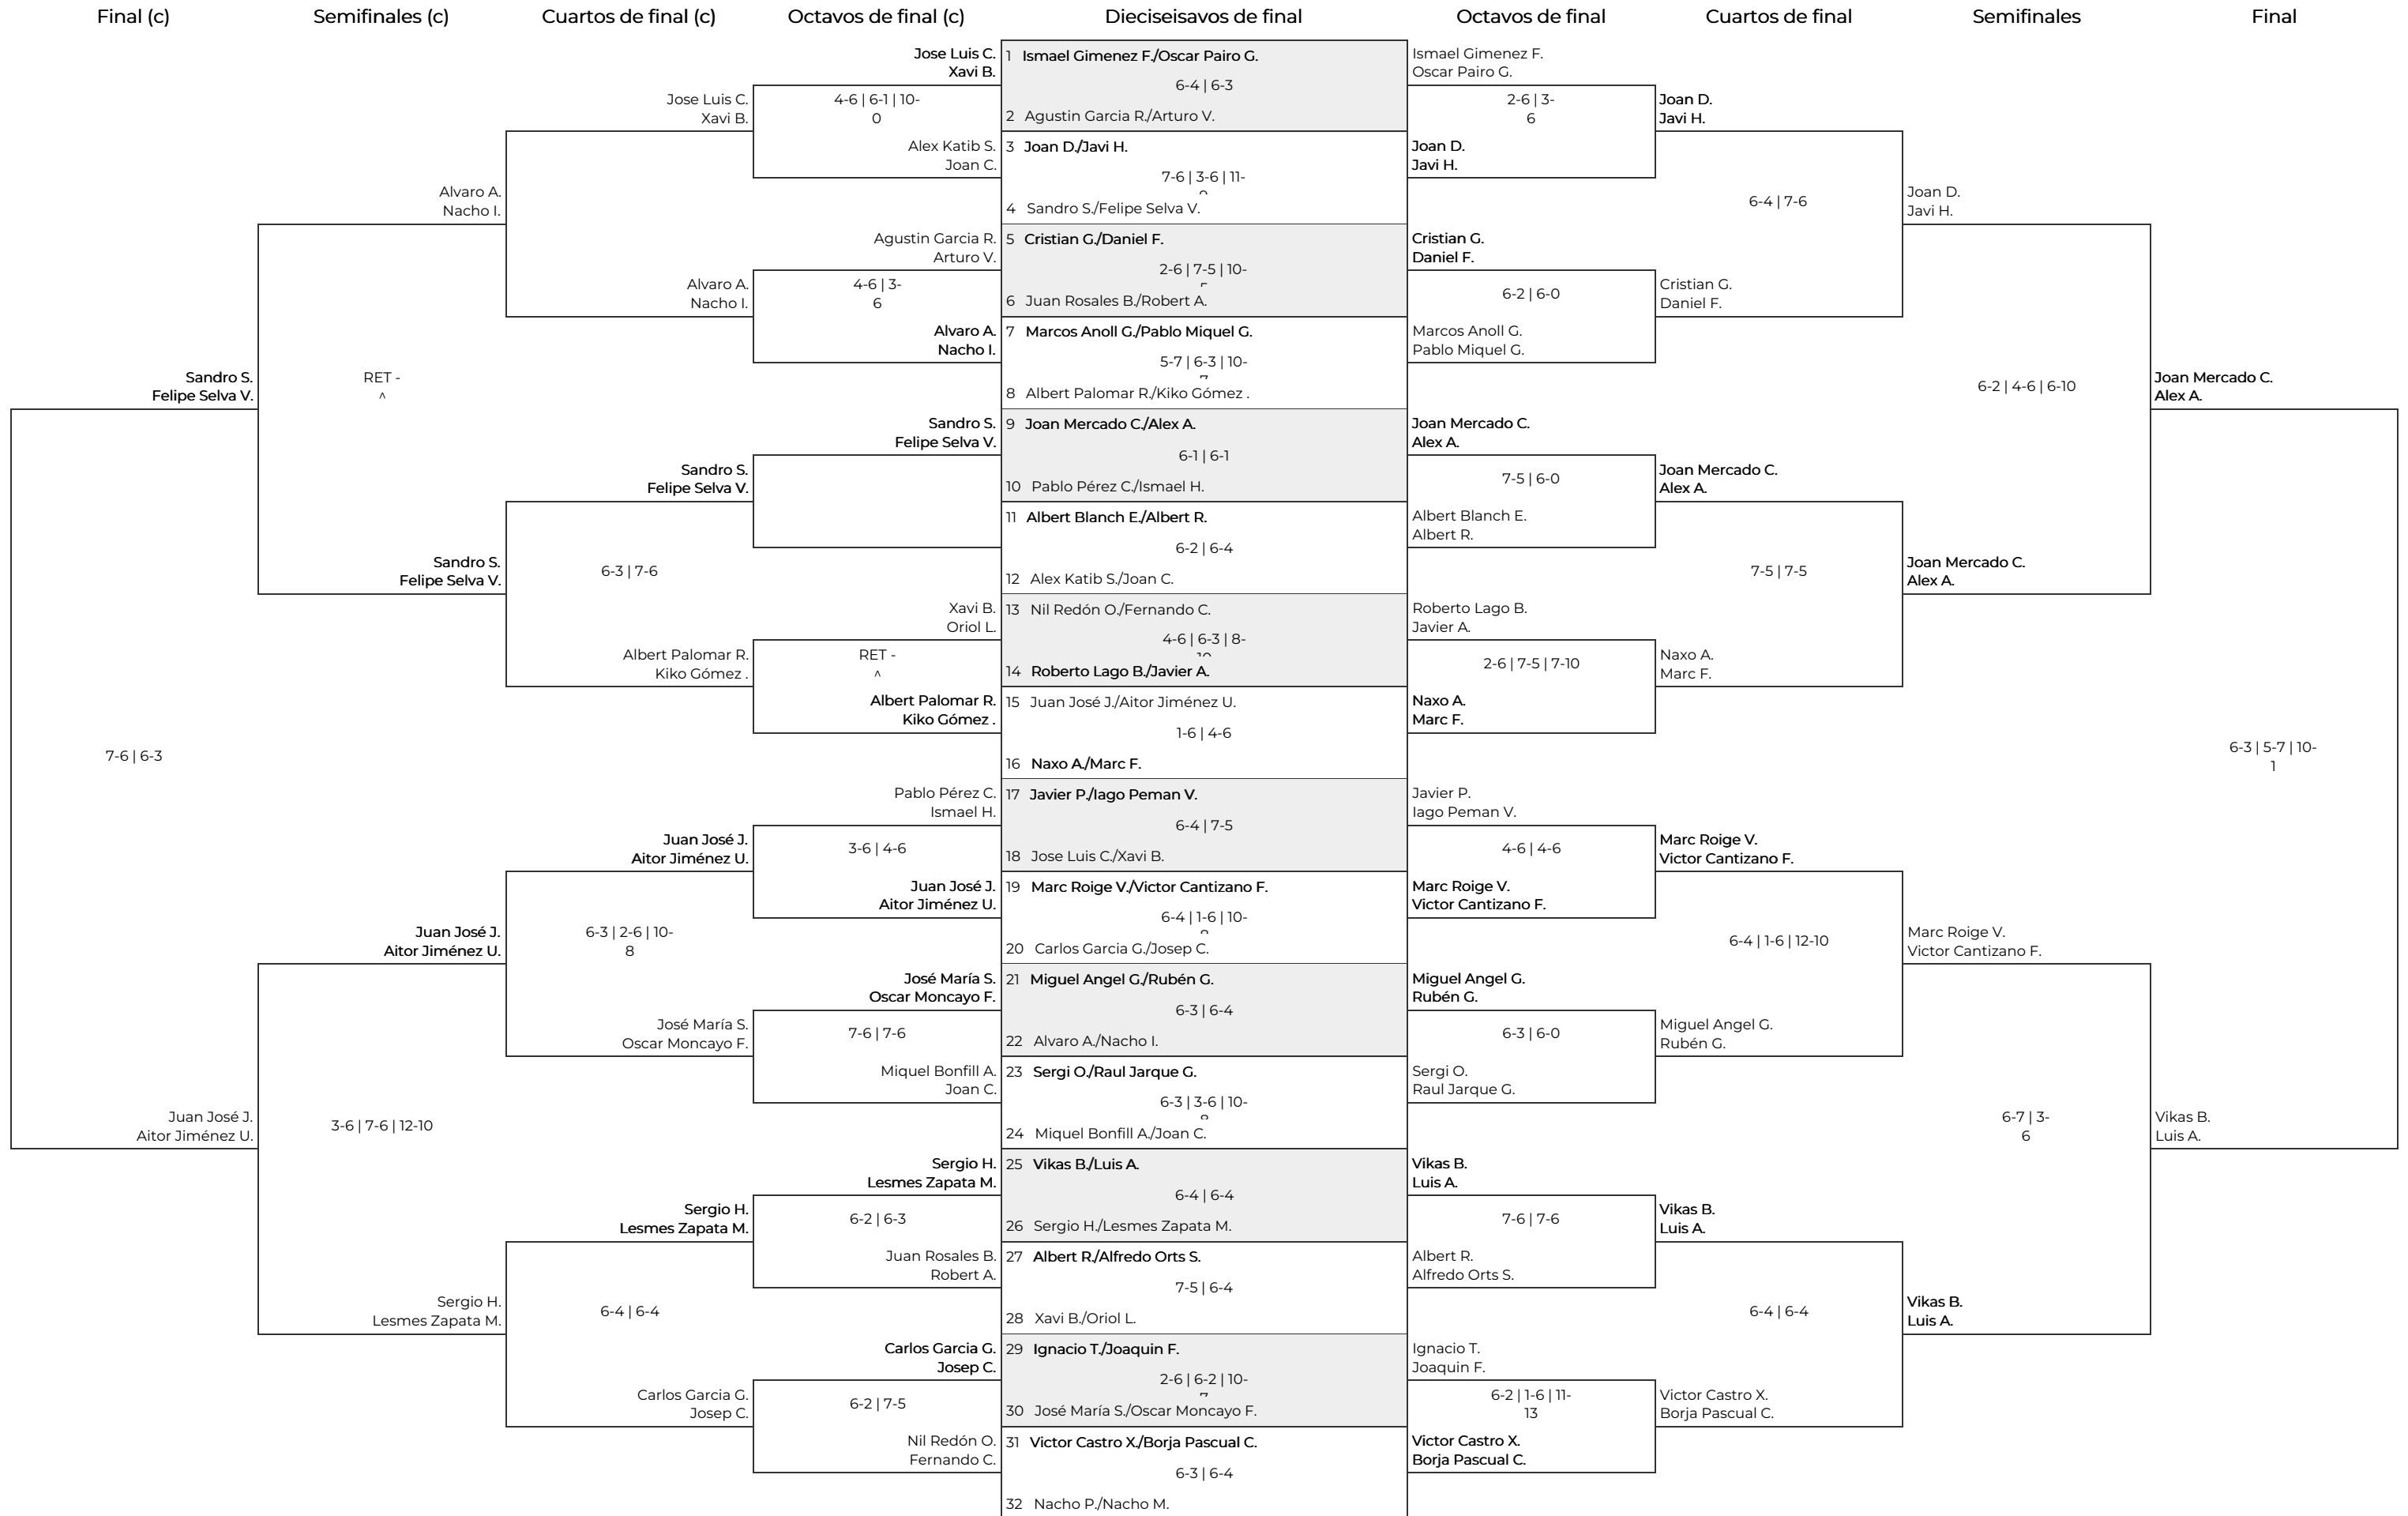 Final (c)
Semifinales (c)
Cuartos de final (c)
Octavos de final (c)
Dieciseisavos de final
Octavos de final
Cuartos de final
Semifinales
Final
Sandro S.
Felipe Selva V.
7-6 | 6-3
Juan José J.
Aitor Jiménez U.
Alvaro A.
Nacho I.
RET -
^
Sandro S.
Felipe Selva V.
Juan José J.
Aitor Jiménez U.
3-6 | 7-6 | 12-10
Sergio H.
Lesmes Zapata M.
Jose Luis C.
Xavi B.
Alvaro A.
Nacho I.
Sandro S.
Felipe Selva V.
6-3 | 7-6
Albert Palomar R.
Kiko Gómez .
Juan José J.
Aitor Jiménez U.
6-3 | 2-6 | 10-
8
José María S.
Oscar Moncayo F.
Sergio H.
Lesmes Zapata M.
6-4 | 6-4
Carlos Garcia G.
Josep C.
Jose Luis C.
Xavi B.
4-6 | 6-1 | 10-
0
Alex Katib S.
Joan C.
Agustin Garcia R.
Arturo V.
4-6 | 3-
6
Alvaro A.
Nacho I.
Sandro S.
Felipe Selva V.
Xavi B.
Oriol L.
RET -
^
Albert Palomar R.
Kiko Gómez .
Pablo Pérez C.
Ismael H.
3-6 | 4-6
Juan José J.
Aitor Jiménez U.
José María S.
Oscar Moncayo F.
7-6 | 7-6
Miquel Bonfill A.
Joan C.
Sergio H.
Lesmes Zapata M.
6-2 | 6-3
Juan Rosales B.
Robert A.
Carlos Garcia G.
Josep C.
6-2 | 7-5
Nil Redón O.
Fernando C.
1 Ismael Gimenez F./Oscar Pairo G.
6-4 | 6-3
2 Agustin Garcia R./Arturo V.
3 Joan D./Javi H.
7-6 | 3-6 | 11-
4 Sandro S./Felipe Selva V.
5 Cristian G./Daniel F.
2-6 | 7-5 | 10-
6 Juan Rosales B./Robert A.
7 Marcos Anoll G./Pablo Miquel G.
5-7 | 6-3 | 10-
8 Albert Palomar R./Kiko Gómez .
9 Joan Mercado C./Alex A.
6-1 | 6-1
10 Pablo Pérez C./Ismael H.
11 Albert Blanch E./Albert R.
6-2 | 6-4
12 Alex Katib S./Joan C.
13 Nil Redón O./Fernando C.
4-6 | 6-3 | 8-
14 Roberto Lago B./Javier A.
15 Juan José J./Aitor Jiménez U.
1-6 | 4-6
16 Naxo A./Marc F.
17 Javier P./Iago Peman V.
6-4 | 7-5
18 Jose Luis C./Xavi B.
19 Marc Roige V./Victor Cantizano F.
6-4 | 1-6 | 10-
20 Carlos Garcia G./Josep C.
21 Miguel Angel G./Rubén G.
6-3 | 6-4
22 Alvaro A./Nacho I.
23 Sergi O./Raul Jarque G.
6-3 | 3-6 | 10-
24 Miquel Bonfill A./Joan C.
25 Vikas B./Luis A.
6-4 | 6-4
26 Sergio H./Lesmes Zapata M.
27 Albert R./Alfredo Orts S.
7-5 | 6-4
28 Xavi B./Oriol L.
29 Ignacio T./Joaquin F.
2-6 | 6-2 | 10-
30 José María S./Oscar Moncayo F.
31 Victor Castro X./Borja Pascual C.
6-3 | 6-4
32 Nacho P./Nacho M.
Ismael Gimenez F.
Oscar Pairo G.
2-6 | 3-
6
Joan D.
Javi H.
Cristian G.
Daniel F.
6-2 | 6-0
Marcos Anoll G.
Pablo Miquel G.
Joan Mercado C.
Alex A.
7-5 | 6-0
Albert Blanch E.
Albert R.
Roberto Lago B.
Javier A.
2-6 | 7-5 | 7-10
Naxo A.
Marc F.
Javier P.
Iago Peman V.
4-6 | 4-6
Marc Roige V.
Victor Cantizano F.
Miguel Angel G.
Rubén G.
6-3 | 6-0
Sergi O.
Raul Jarque G.
Vikas B.
Luis A.
7-6 | 7-6
Albert R.
Alfredo Orts S.
Ignacio T.
Joaquin F.
6-2 | 1-6 | 11-
13
Victor Castro X.
Borja Pascual C.
Joan D.
Javi H.
6-4 | 7-6
Cristian G.
Daniel F.
Joan Mercado C.
Alex A.
7-5 | 7-5
Naxo A.
Marc F.
Marc Roige V.
Victor Cantizano F.
6-4 | 1-6 | 12-10
Miguel Angel G.
Rubén G.
Vikas B.
Luis A.
6-4 | 6-4
Victor Castro X.
Borja Pascual C.
Joan D.
Javi H.
6-2 | 4-6 | 6-10
Joan Mercado C.
Alex A.
Marc Roige V.
Victor Cantizano F.
6-7 | 3-
6
Vikas B.
Luis A.
Joan Mercado C.
Alex A.
6-3 | 5-7 | 10-
1
Vikas B.
Luis A.